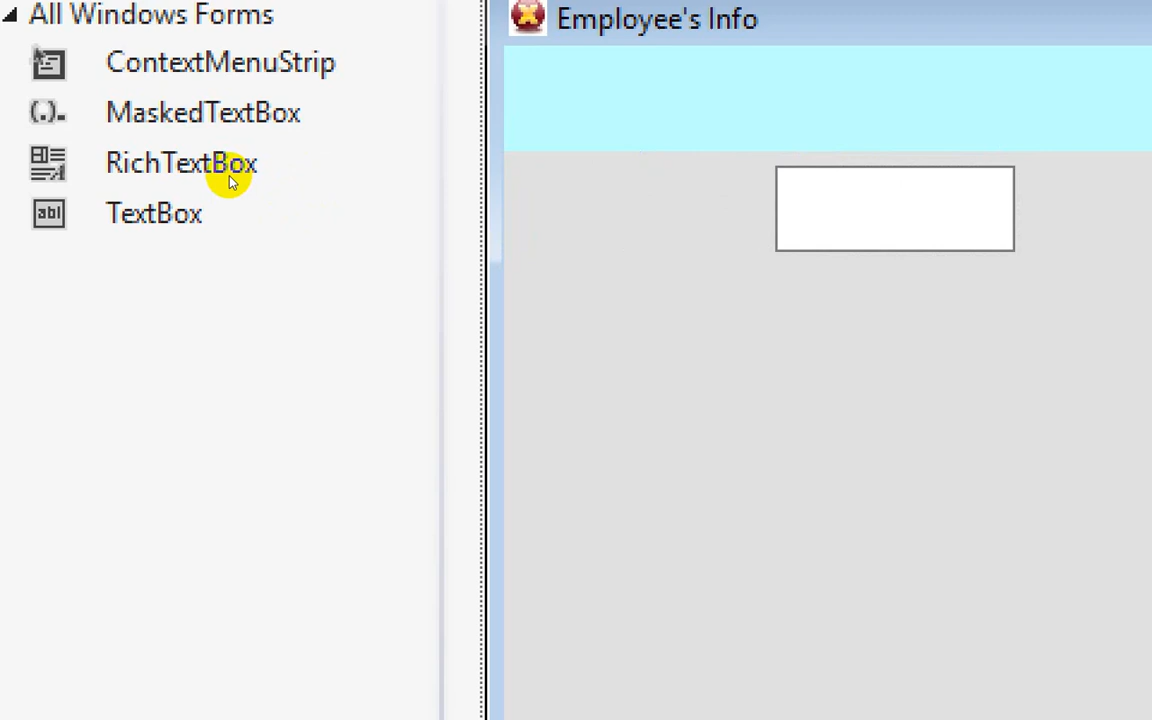 All Windows Forms
ContextMenuStrip
MaskedTextBox
RichTextBox
TextBox
Employee's Info